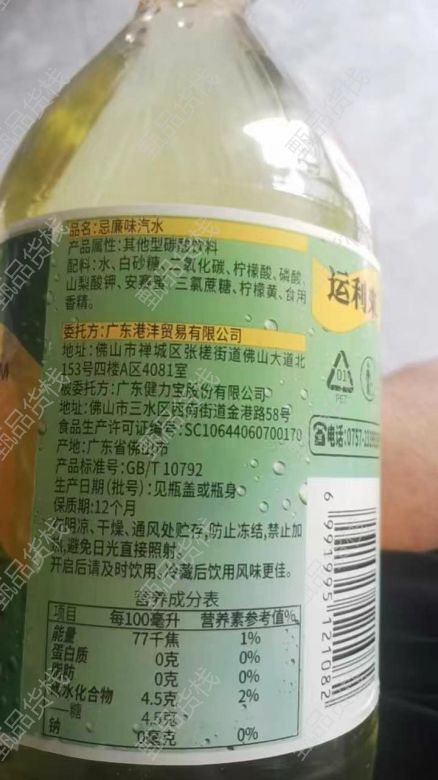 品名:忌廉味汽水
产品属性:其他型碳酸饮料
配料:水、白砂糖、二氧化碳、柠檬酸、磷酸、
山梨酸钾、安赛蜜、三氯蔗糖、柠檬黄、食用
香精。
委托方:广东港沣贸易有限公司
地址:佛山市禅城区张槎街道佛山大道北
153号四楼A区4081室
被委托方:广东健力宝股份有限公司
地址:佛山市三水区西南街道金港路58号
食品生产许可证编号:SC10644060700170
产地:广东省佛山市
产品标准号:GB/T 10792
生产日期(批号):见瓶盖或瓶身
保质期:12个月
阴凉、干燥、通风处贮存,防止冻结,禁止加
热,避免日光直接照射。
开启后请及时饮用,冷藏后饮用风味更佳。
营养成分表
项目 每100毫升 营养素参考值%
能量 77千焦 1%
蛋白质 0克 0%
脂肪 0克 0%
碳水化合物 4.5克 2%
—糖 4.5克
钠 0毫克 0%
运利
01
PET
电话:0757-
6 991995 121082
甄品货栈